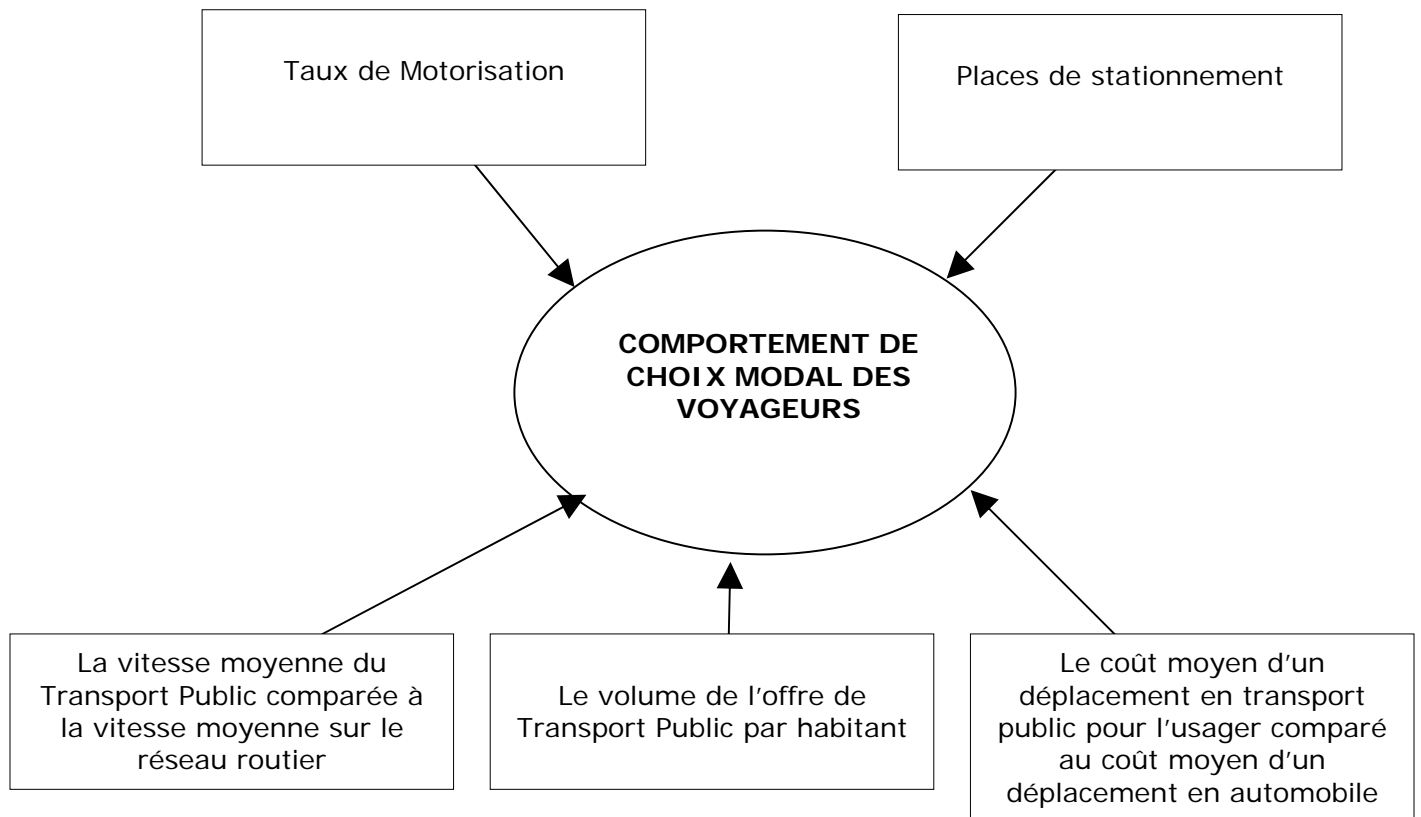 Taux de Motorisation
Places de stationnement
COMPORTEMENT DE
CHOIX MODAL DES
VOYAGEURS
La vitesse moyenne du
Transport Public comparée à
la vitesse moyenne sur le
réseau routier
Le volume de l'offre de
Transport Public par habitant
Le coût moyen d'un
déplacement en transport
public pour l'usager comparé
au coût moyen d'un
déplacement en automobile